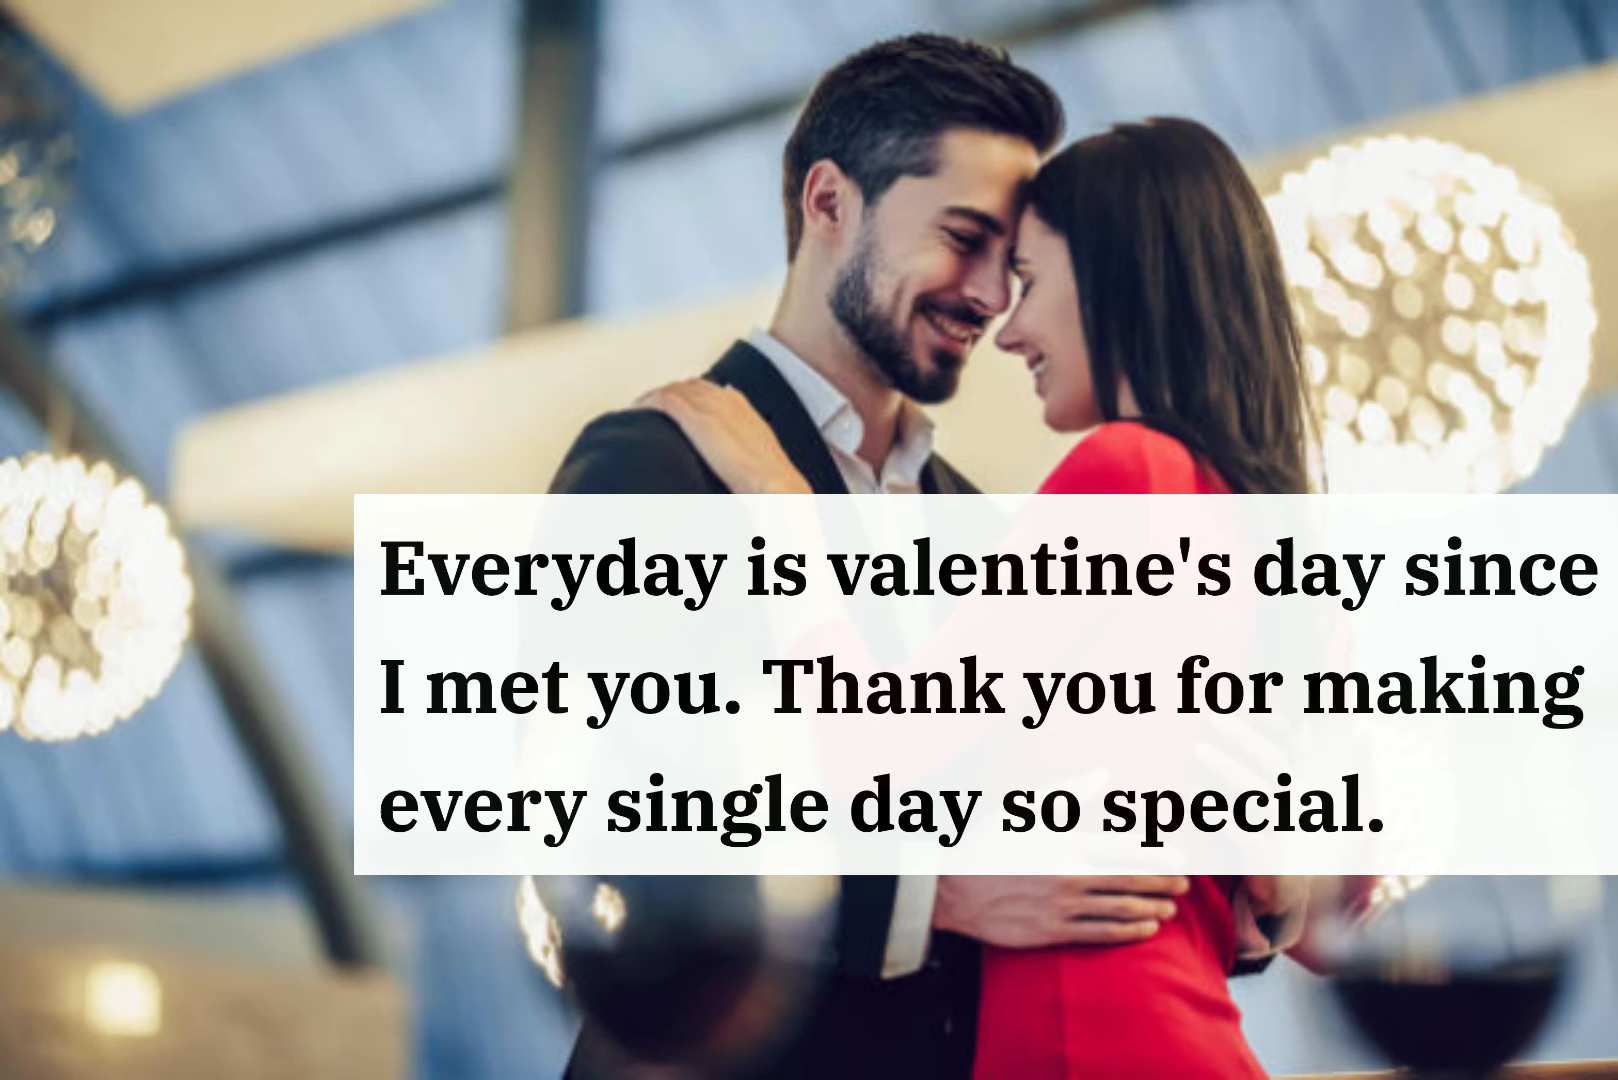 Everyday is valentine's day since
I met you. Thank you for making
every single day so special.